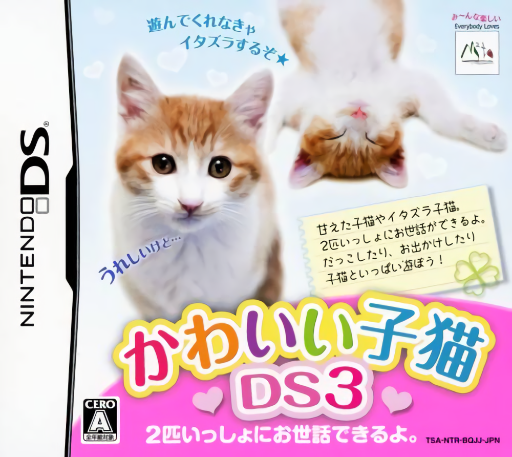 遊んでくれなきゃ
イタズラするぞ★
み〜んな楽しい
Everybody Loves
NINTENDO DS®
うれしいけど…
甘えた子猫やイタズラ子猫。
2匹いっしょにお世話ができるよ。
だっこしたり、お出かけしたり
子猫といっぱい遊ぼう!
かわいい子猫
DS3
2匹いっしょにお世話できるよ。
CERO
A
全年齢対象
TSA-NTR-BQJJ-JPN